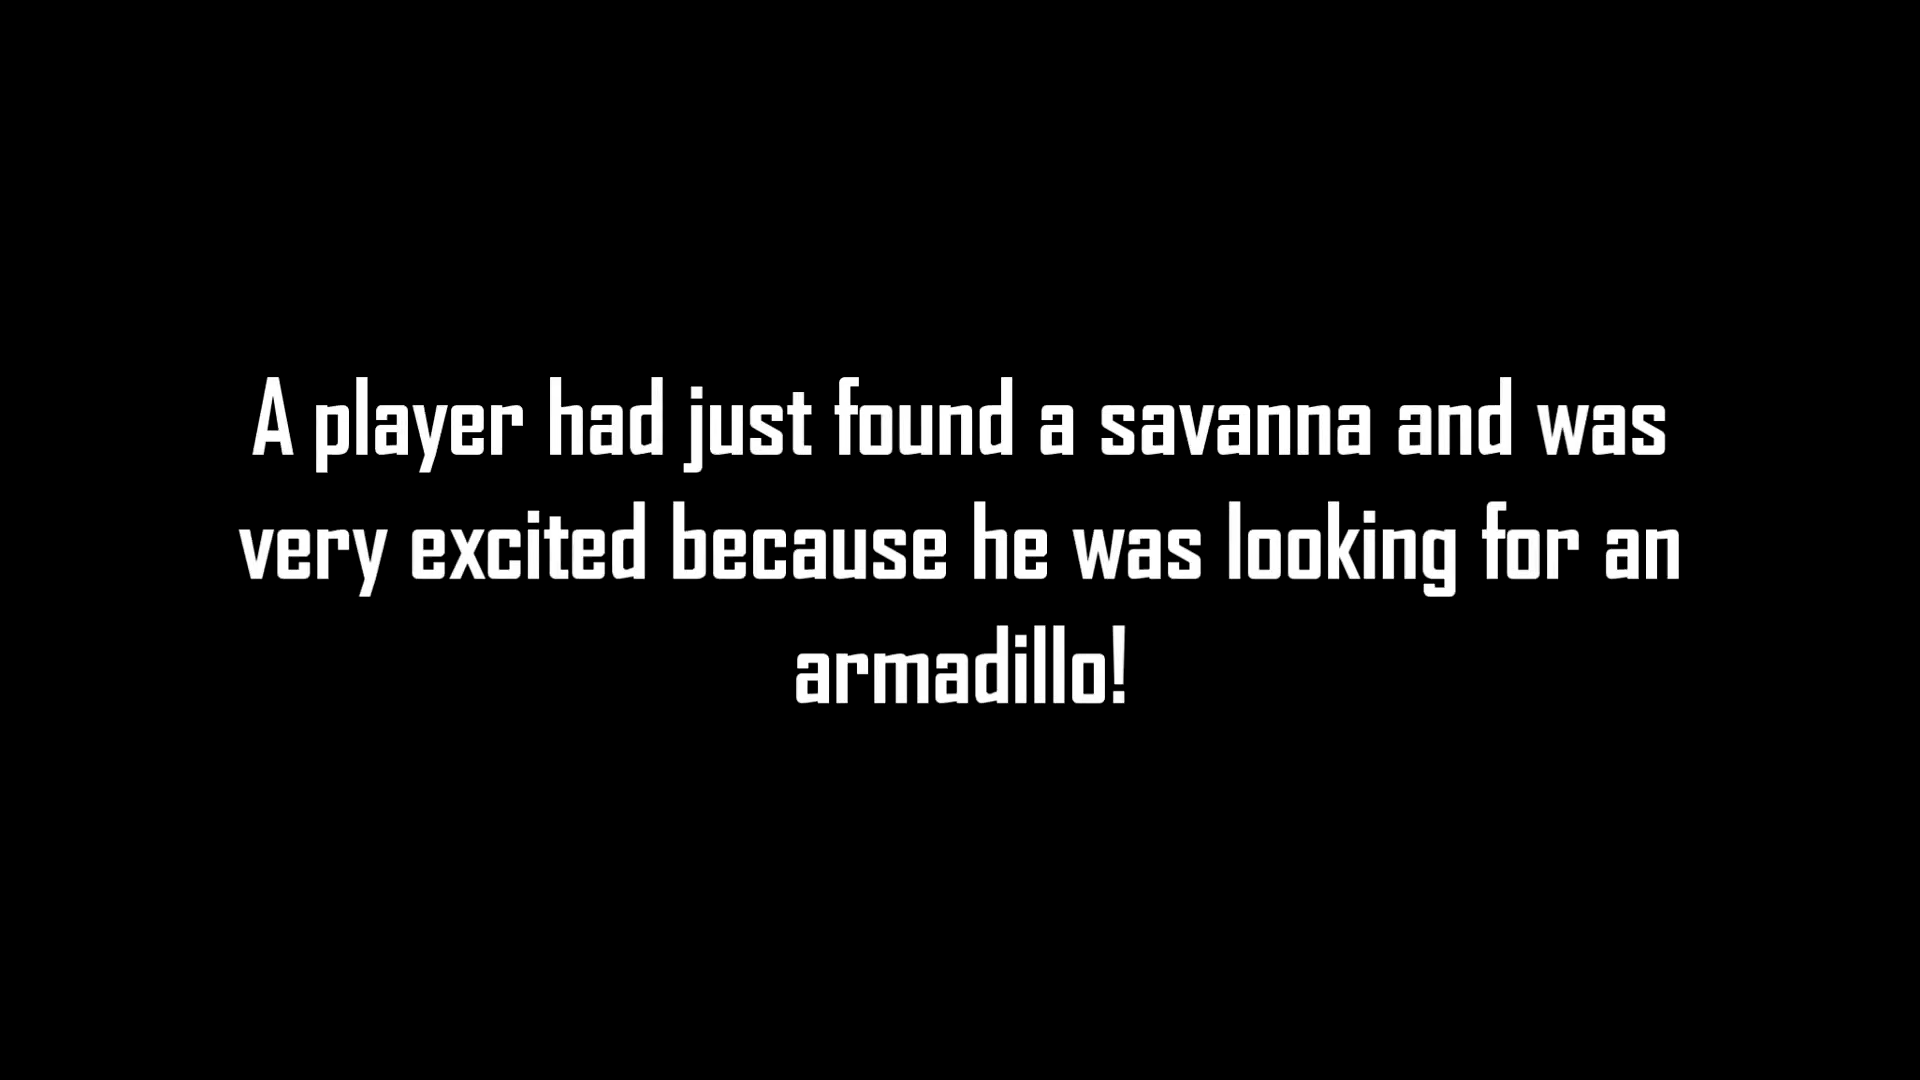 A player had just found a savanna and was
very excited because he was looking for an
armadillo!